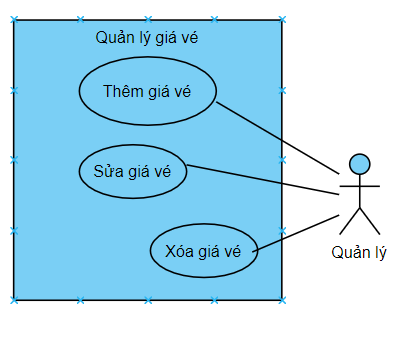 Quản lý giá vé
Thêm giá vé
Sửa giá vé
Xóa giá vé
Quản lý